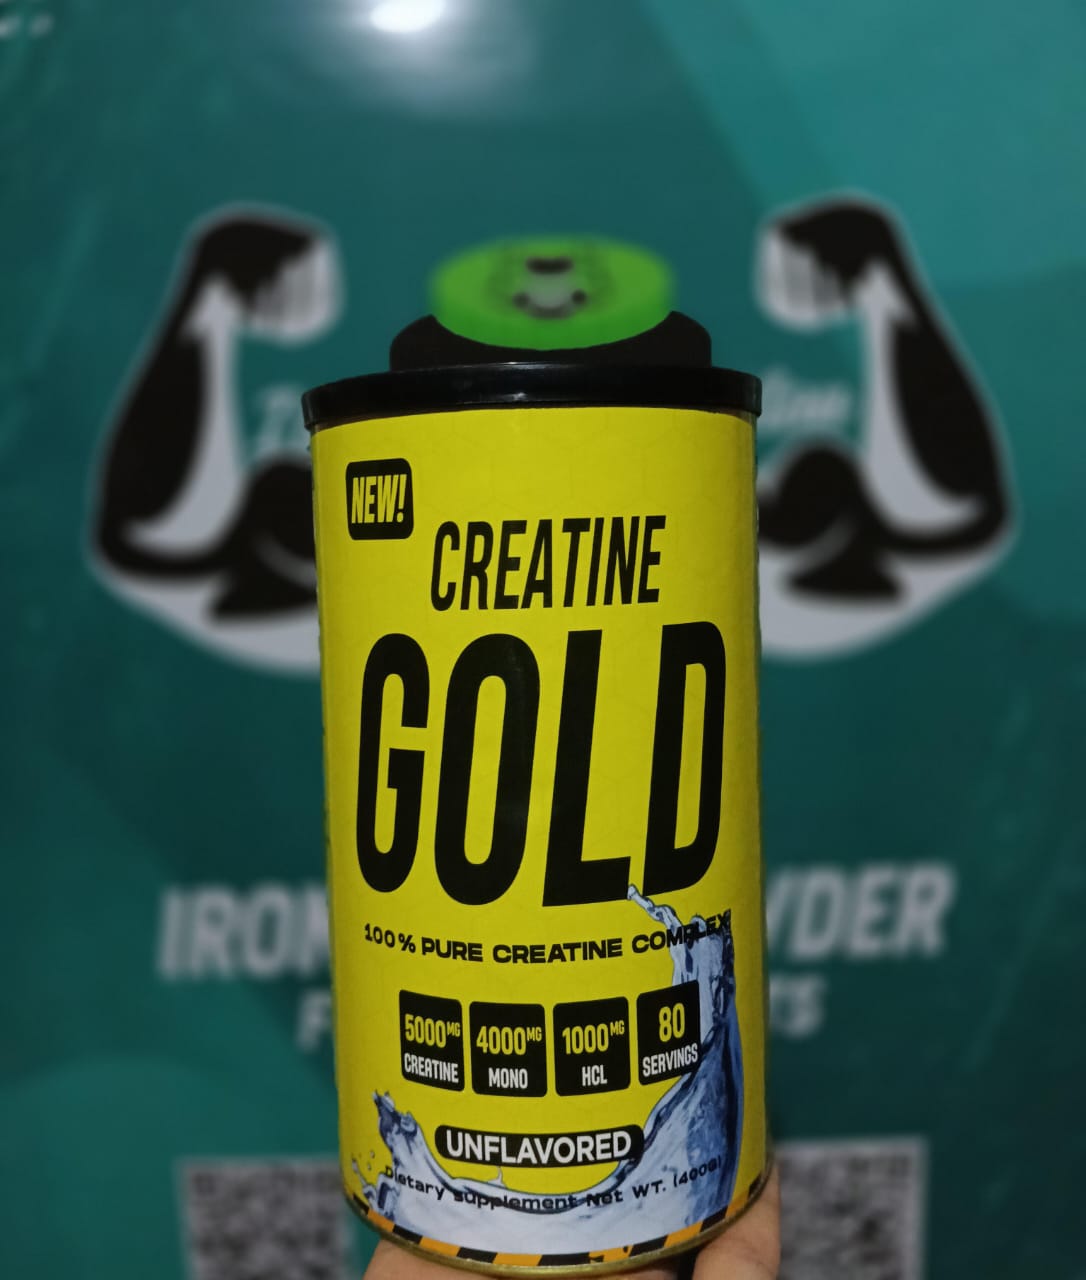 NEW!
CREATINE
GOLD
100% PURE CREATINE COMPLEX
5000MG
CREATINE
4000MG
MONO
1000MG
HCL
80
SERVINGS
UNFLAVORED
Dietary supplement Net WT. (400G)
IRON